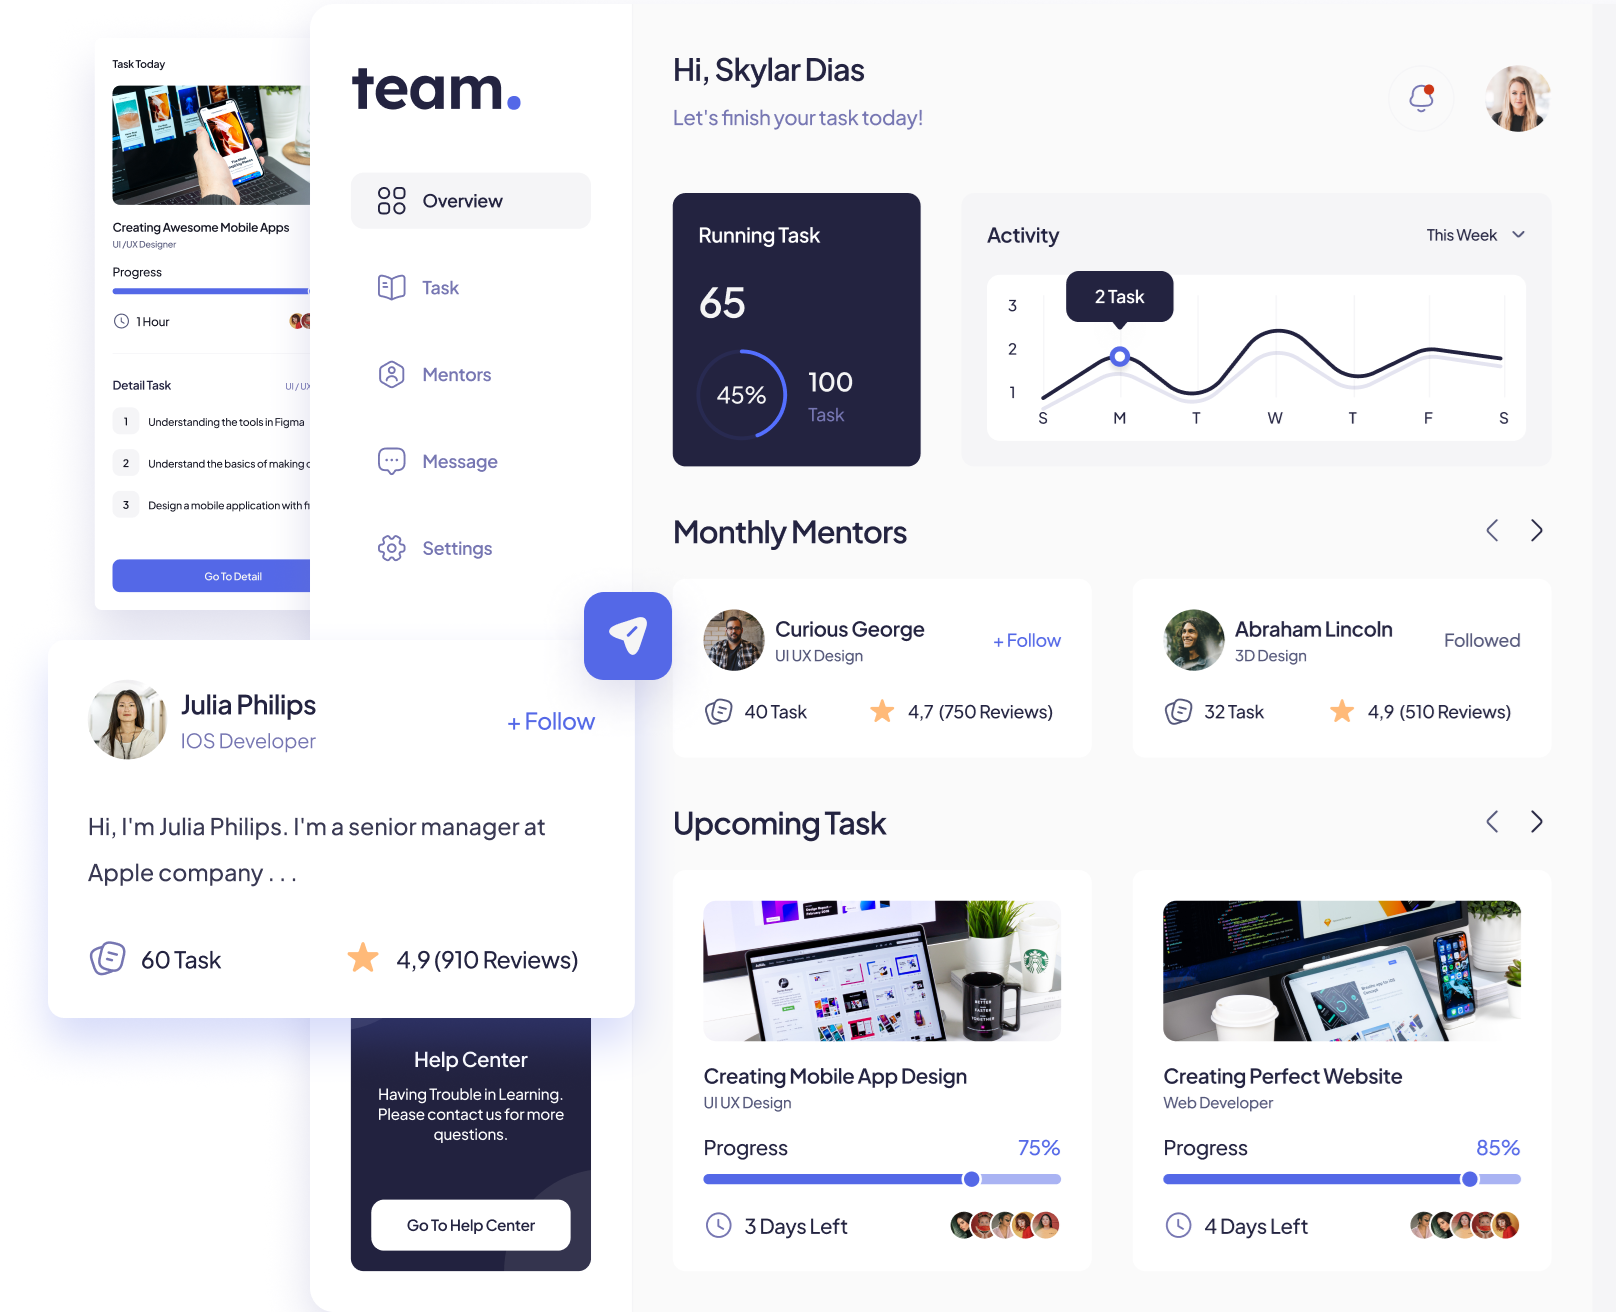 Task Today
Creating Awesome Mobile Apps
UI /UX Designer
Progress
1 Hour
Detail Task
UI / UX
1 Understanding the tools in Figma
2 Understand the basics of making
3 Design a mobile application with
Go To Detail
team.
Overview
Task
Mentors
Message
Settings
Julia Philips
IOS Developer
+ Follow
Hi, I'm Julia Philips. I'm a senior manager at
Apple company . . .
60 Task
4,9 (910 Reviews)
Help Center
Having Trouble in Learning.
Please contact us for more
questions.
Go To Help Center
Hi, Skylar Dias
Let's finish your task today!
Running Task
65
45%
100
Task
Activity
This Week
2 Task
3
2
1
S M T W T F S
Monthly Mentors
Curious George
UI UX Design
+ Follow
40 Task
4,7 (750 Reviews)
Abraham Lincoln
3D Design
Followed
32 Task
4,9 (510 Reviews)
Upcoming Task
Creating Mobile App Design
UI UX Design
Progress
75%
3 Days Left
Creating Perfect Website
Web Developer
Progress
85%
4 Days Left